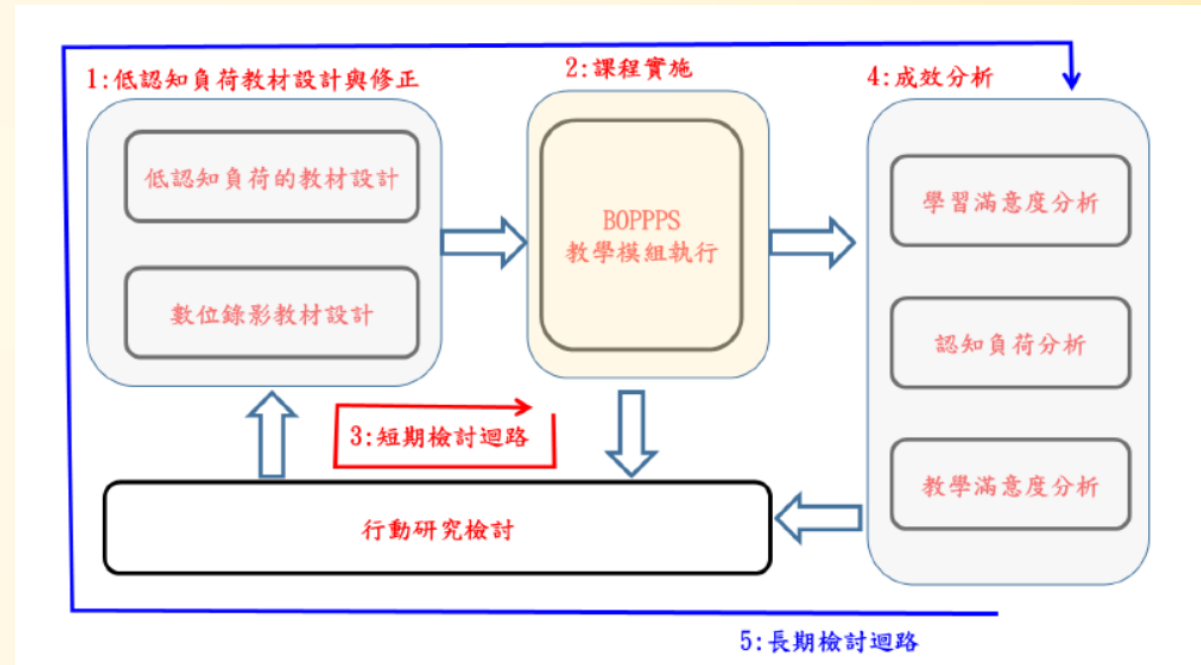 1:低認知負荷教材設計與修正
低認知負荷的教材設計
數位錄影教材設計
2:課程實施
BOPPPS
教學模組執行
4:成效分析
學習滿意度分析
認知負荷分析
教學滿意度分析
3:短期檢討迴路
行動研究檢討
5:長期檢討迴路